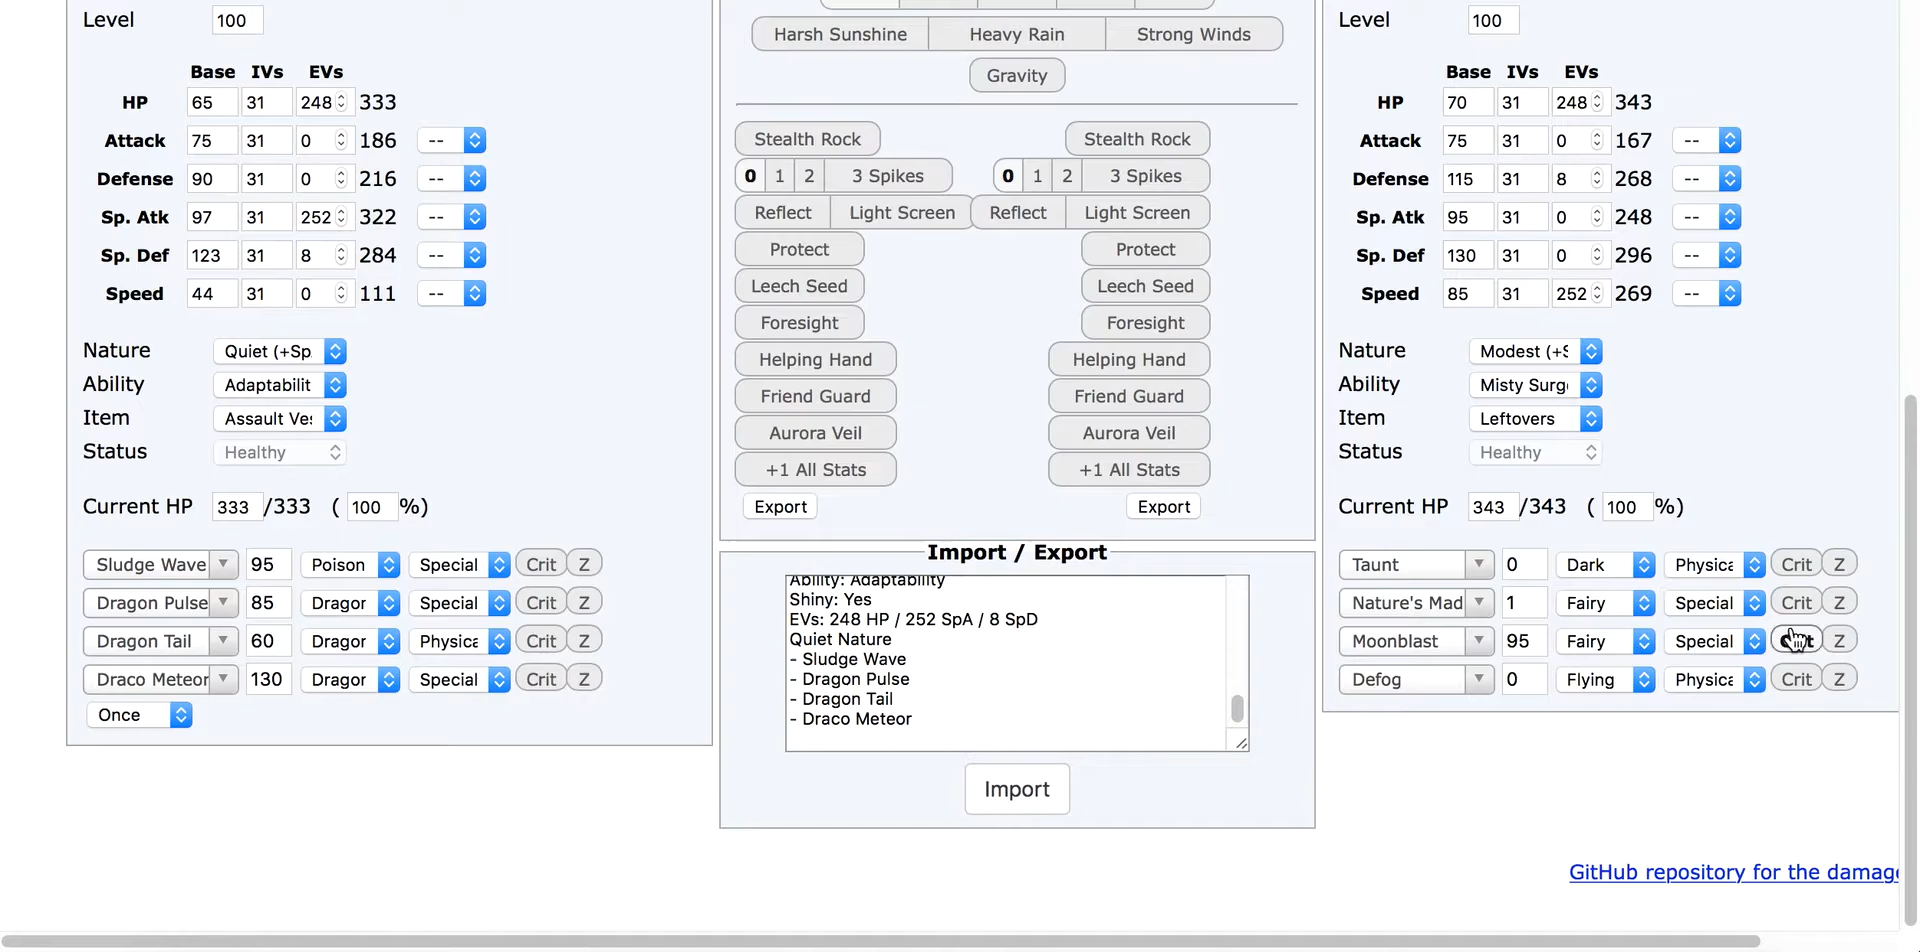 Level 100
Base IVs EVs
HP 65 31 248 333
Attack 75 31 0 186 --
Defense 90 31 0 216 --
Sp. Atk 97 31 252 322 --
Sp. Def 123 31 8 284 --
Speed 44 31 0 111 --
Nature Quiet (+Sp.
Ability Adaptabilit
Item Assault Ves
Status Healthy
Current HP 333 /333 ( 100 %)
Sludge Wave 95 Poison Special Crit Z
Dragon Pulse 85 Dragor Special Crit Z
Dragon Tail 60 Dragor Physica Crit Z
Draco Meteor 130 Dragor Special Crit Z
Once
Harsh Sunshine Heavy Rain Strong Winds
Gravity
Stealth Rock Stealth Rock
0 1 2 3 Spikes 0 1 2 3 Spikes
Reflect Light Screen Reflect Light Screen
Protect Protect
Leech Seed Leech Seed
Foresight Foresight
Helping Hand Helping Hand
Friend Guard Friend Guard
Aurora Veil Aurora Veil
+1 All Stats +1 All Stats
Export Export
Import / Export
Ability: Adaptability
Shiny: Yes
EVs: 248 HP / 252 SpA / 8 SpD
Quiet Nature
- Sludge Wave
- Dragon Pulse
- Dragon Tail
- Draco Meteor
Import
Level 100
Base IVs EVs
HP 70 31 248 343
Attack 75 31 0 167 --
Defense 115 31 8 268 --
Sp. Atk 95 31 0 248 --
Sp. Def 130 31 0 296 --
Speed 85 31 252 269 --
Nature Modest (+S
Ability Misty Surg
Item Leftovers
Status Healthy
Current HP 343 /343 ( 100 %)
Taunt 0 Dark Physica Crit Z
Nature's Mad 1 Fairy Special Crit Z
Moonblast 95 Fairy Special Z
Defog 0 Flying Physica Crit Z
GitHub repository for the damag